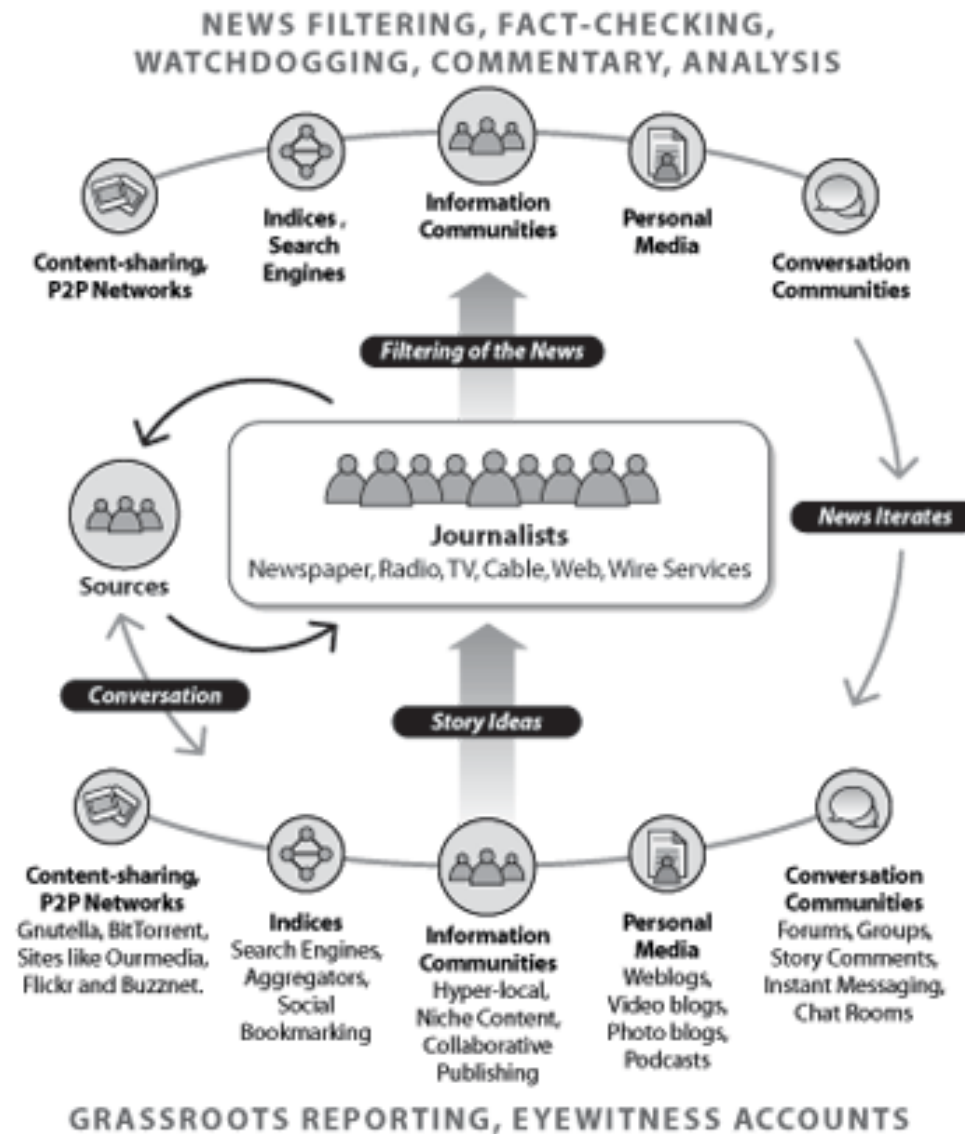 NEWS FILTERING, FACT-CHECKING,
WATCHDOGGING, COMMENTARY, ANALYSIS
Content-sharing,
P2P Networks
Indices,
Search
Engines
Information
Communities
Personal
Media
Conversation
Communities
Filtering of the News
Journalists
Newspaper, Radio, TV, Cable, Web, Wire Services
Sources
News Iterates
Conversation
Story Ideas
Content-sharing,
P2P Networks
Gnutella, BitTorrent,
Sites like Ourmedia,
Flickr and Buzznet.
Indices
Search Engines,
Aggregators,
Social
Bookmarking
Information
Communities
Hyper-local,
Niche Content,
Collaborative
Publishing
Personal
Media
Weblogs,
Video blogs,
Photo blogs,
Podcasts
Conversation
Communities
Forums, Groups,
Story Comments,
Instant Messaging,
Chat Rooms
GRASSROOTS REPORTING, EYEWITNESS ACCOUNTS